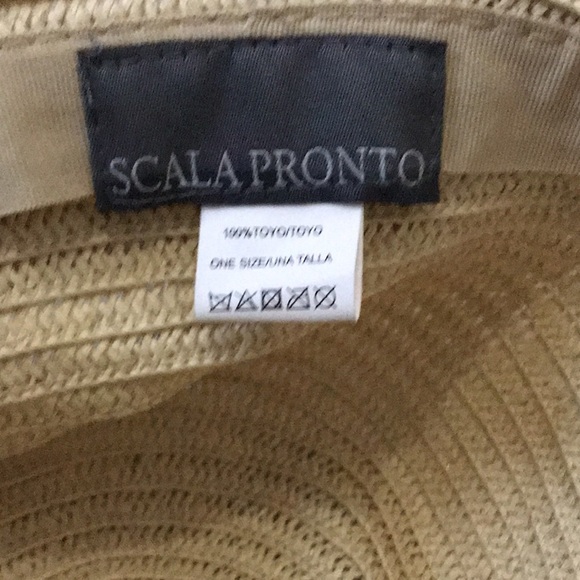 SCALA PRONTO
100%TOYO/TOYO
ONE SIZE/UNA TALLA